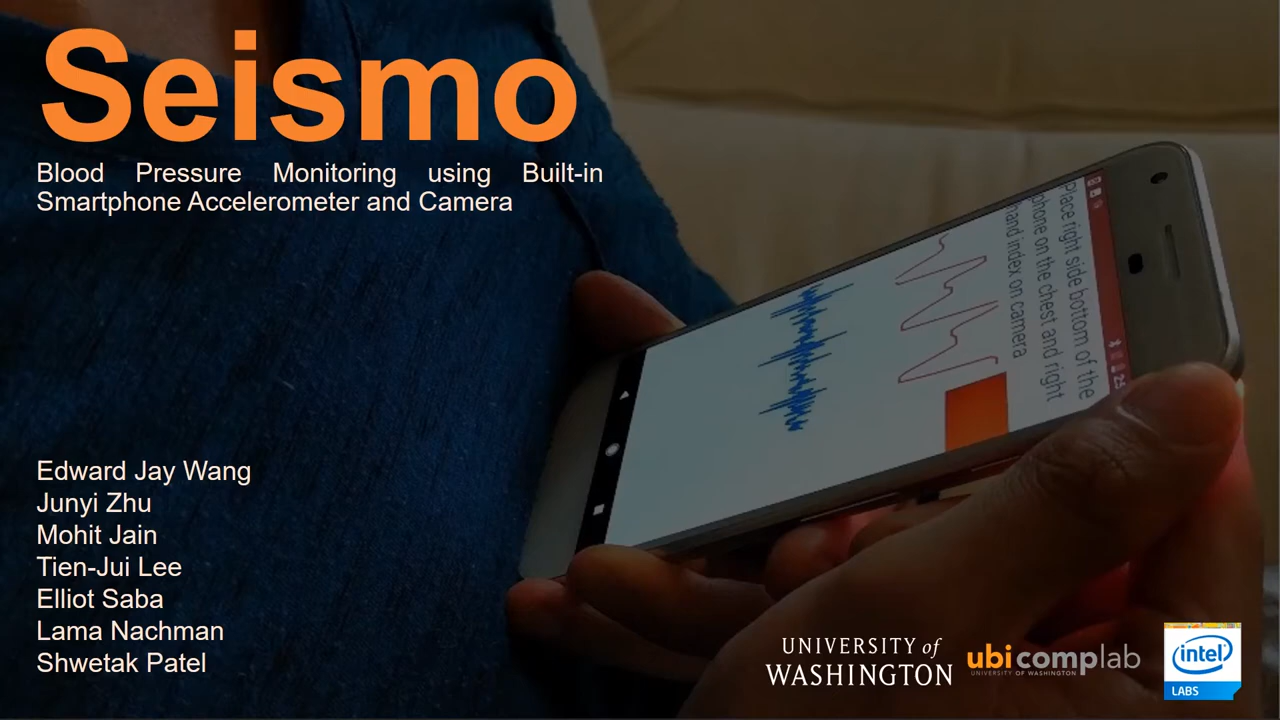 Seismo
Blood Pressure Monitoring using Built-in
Smartphone Accelerometer and Camera
Place right side bottom of the
phone on the chest and right
hand index on camera
Edward Jay Wang
Junyi Zhu
Mohit Jain
Tien-Jui Lee
Elliot Saba
Lama Nachman
Shwetak Patel
UNIVERSITY of
WASHINGTON
ubicomplab
UNIVERSITY OF WASHINGTON
intel
LABS